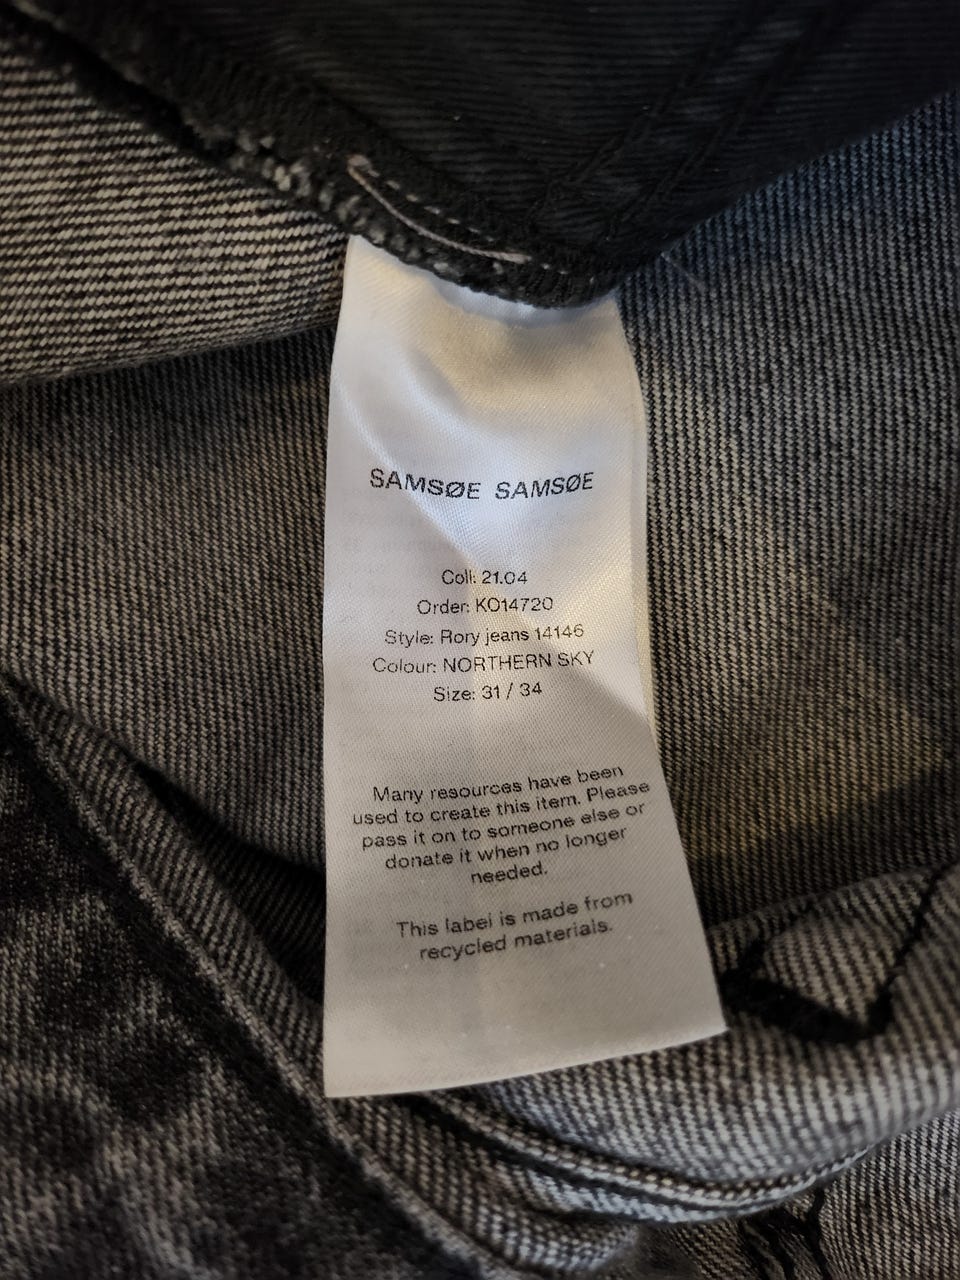 SAMSØE SAMSØE
Coll: 21.04
Order: KO14720
Style: Rory jeans 14146
Colour: NORTHERN SKY
Size: 31 / 34
Many resources have been
used to create this item. Please
pass it on to someone else or
donate it when no longer
needed.
This label is made from
recycled materials.